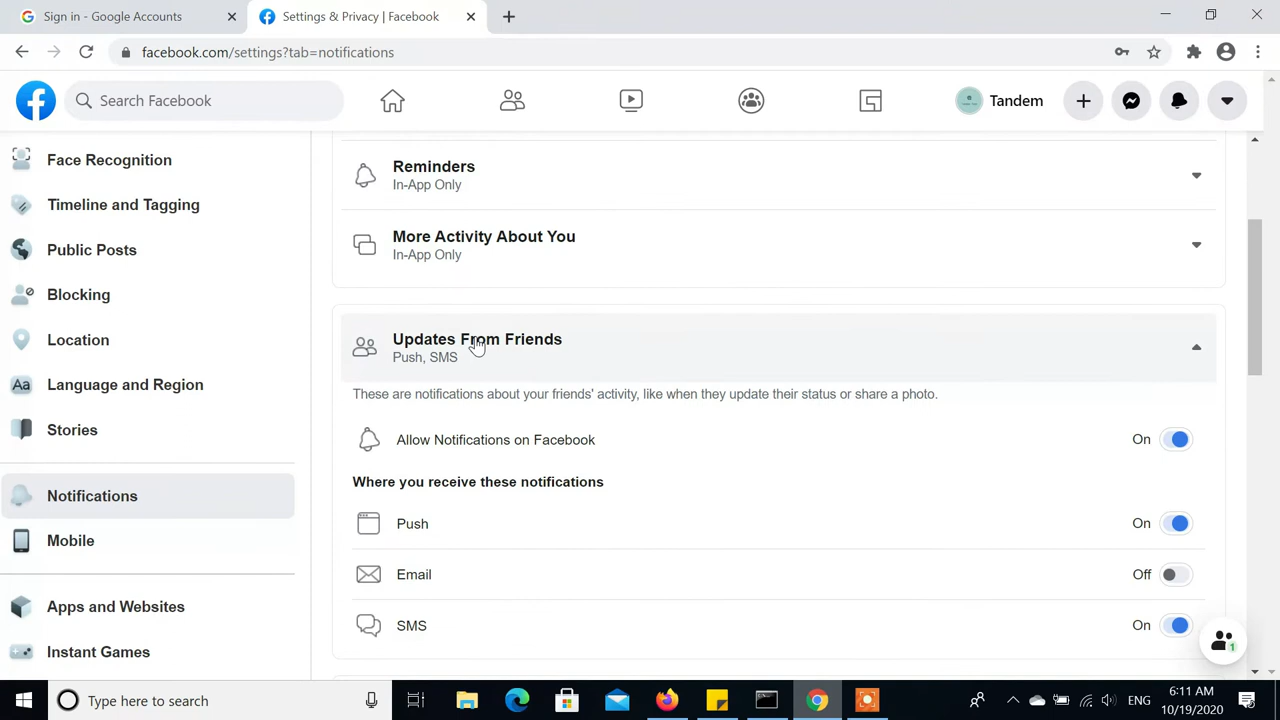 Sign in - Google Accounts
Settings & Privacy | Facebook
facebook.com/settings?tab=notifications
Search Facebook
Tandem
Face Recognition
Timeline and Tagging
Public Posts
Blocking
Location
Aa Language and Region
Stories
Notifications
Mobile
Apps and Websites
Instant Games
Reminders
In-App Only
More Activity About You
In-App Only
Updates From Friends
Push, SMS
These are notifications about your friends' activity, like when they update their status or share a photo.
Allow Notifications on Facebook On
Where you receive these notifications
Push On
Email Off
SMS On
1
Type here to search
ENG
6:11 AM
10/19/2020